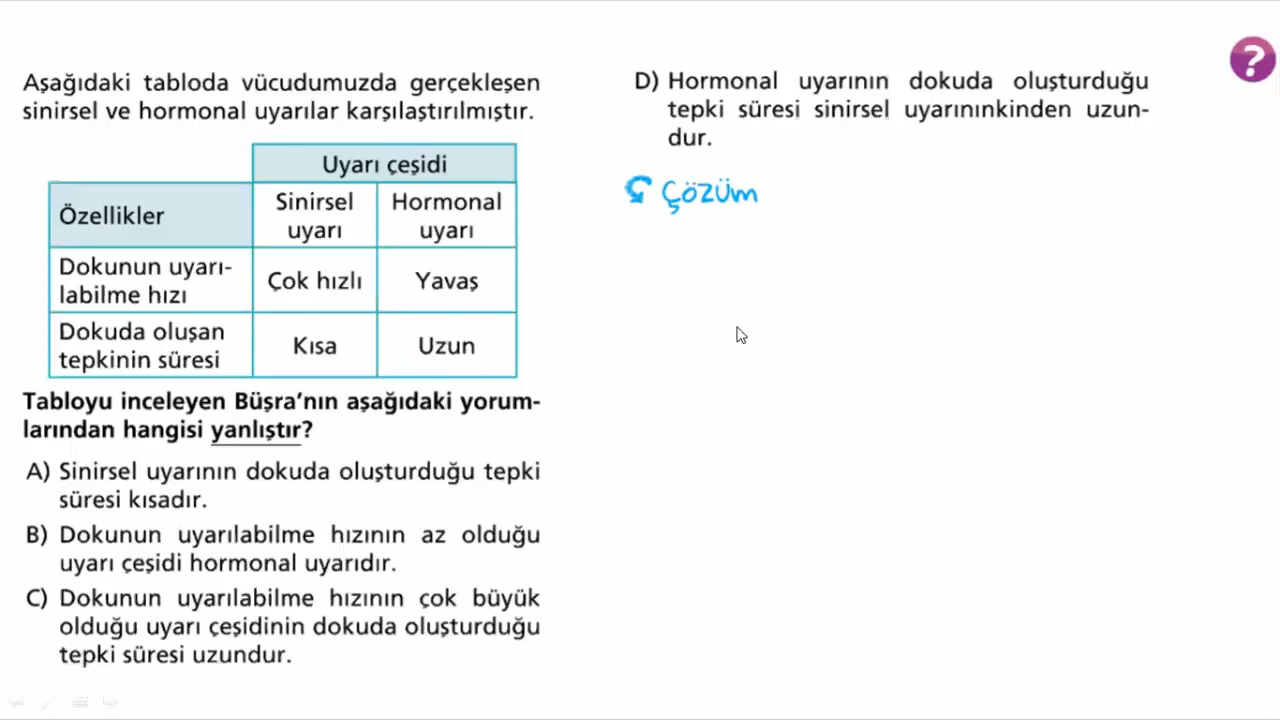 Aşağıdaki tabloda vücudumuzda gerçekleşen
sinirsel ve hormonal uyarılar karşılaştırılmıştır.
Uyarı çeşidi
Özellikler
Sinirsel
uyarı
Hormonal
uyarı
Dokunun uyarı-
labilme hızı
Çok hızlı
Yavaş
Dokuda oluşan
tepkinin süresi
Kısa
Uzun
Tabloyu inceleyen Büşra’nın aşağıdaki yorum-
larından hangisi yanlıştır?
A) Sinirsel uyarının dokuda oluşturduğu tepki
süresi kısadır.
B) Dokunun uyarılabilme hızının az olduğu
uyarı çeşidi hormonal uyarıdır.
C) Dokunun uyarılabilme hızının çok büyük
olduğu uyarı çeşidinin dokuda oluşturduğu
tepki süresi uzundur.
D) Hormonal uyarının dokuda oluşturduğu
tepki süresi sinirsel uyarınınkinden uzun-
dur.
Çözüm
?